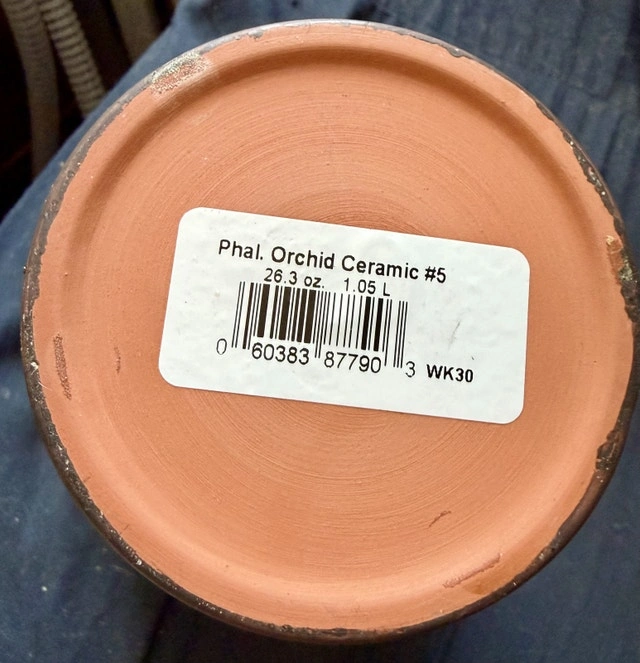 Phal. Orchid Ceramic #5
26.3 oz. 1.05 L
0 60383 87790 3 WK30